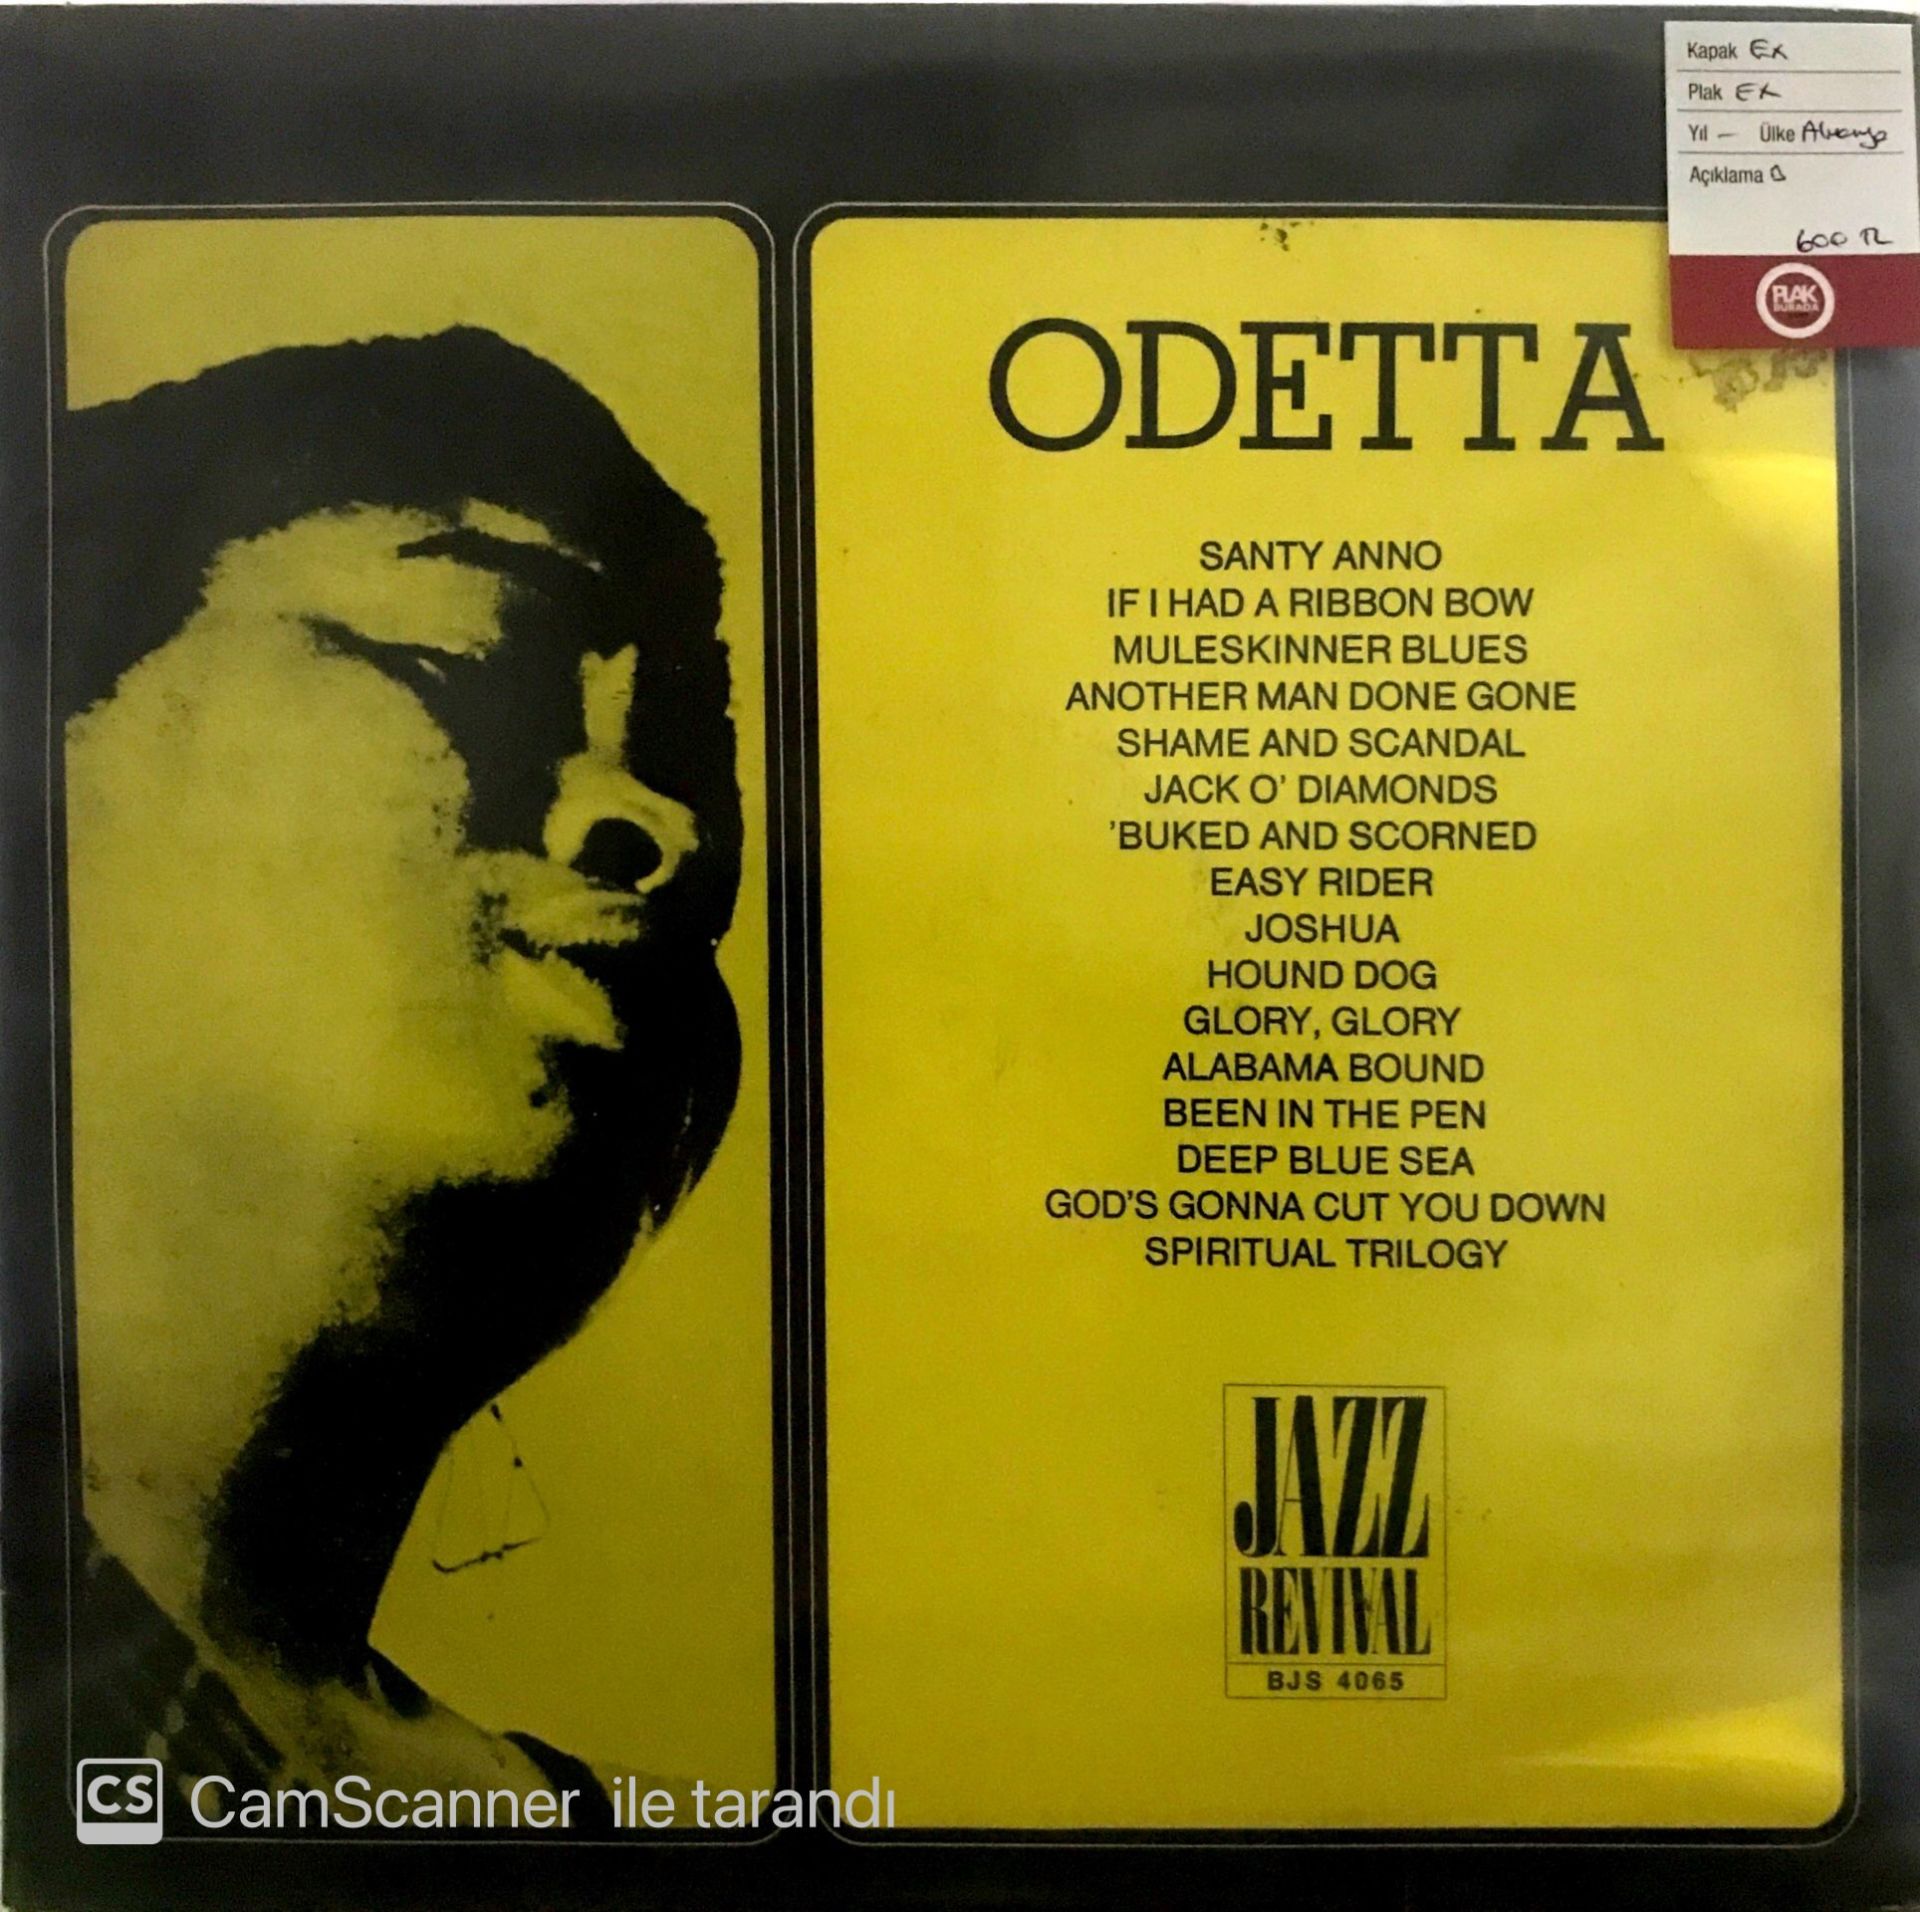 Kapak Ex
Plak Ex
Yıl — Ülke Almanya
Açıklama
600 TL
PLAK
BURADA
ODETTA
SANTY ANNO
IF I HAD A RIBBON BOW
MULESKINNER BLUES
ANOTHER MAN DONE GONE
SHAME AND SCANDAL
JACK O' DIAMONDS
'BUKED AND SCORNED
EASY RIDER
JOSHUA
HOUND DOG
GLORY, GLORY
ALABAMA BOUND
BEEN IN THE PEN
DEEP BLUE SEA
GOD'S GONNA CUT YOU DOWN
SPIRITUAL TRILOGY
JAZZ
REVIVAL
BJS 4065
CS CamScanner ile tarandı